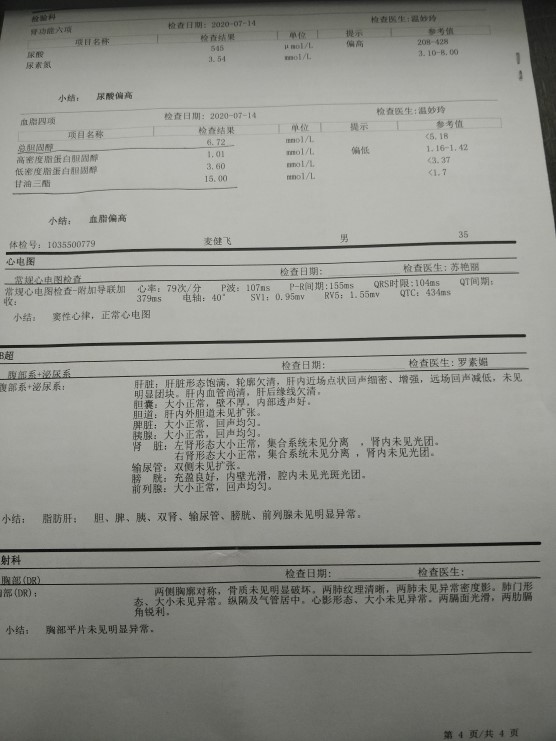 检验科
肾功能六项 检查日期: 2020-07-14 检查医生:温妙玲
项目名称 检查结果 单位 提示 参考值
尿酸 545 μmol/L 偏高 208-428
尿素氮 3.54 mmol/L 3.10-8.00
小结: 尿酸偏高
血脂四项 检查日期: 2020-07-14 检查医生:温妙玲
项目名称 检查结果 单位 提示 参考值
总胆固醇 6.72 mmol/L <5.18
高密度脂蛋白胆固醇 1.01 mmol/L 偏低 1.16-1.42
低密度脂蛋白胆固醇 3.60 mmol/L <3.37
甘油三酯 15.00 mmol/L <1.7
小结: 血脂偏高
体检号: 1035500779 麦健飞 男 35
心电图
常规心电图检查 检查日期: 检查医生: 苏艳丽
常规心电图检查-附加导联加 心率: 79次/分 P波: 107ms P-R间期:155ms QRS时限:104ms QT间期:
收: 379ms 电轴: 40° SV1: 0.95mv RV5: 1.55mv QTC: 434ms
小结: 窦性心律, 正常心电图
B超
腹部系+泌尿系 检查日期: 检查医生: 罗素媚
腹部系+泌尿系: 肝脏: 肝脏形态饱满, 轮廓欠清, 肝内近场点状回声细密、增强, 远场回声减低, 未见
明显团块。肝内血管尚清, 肝后缘线欠清。
胆囊: 大小正常, 壁不厚, 内部透声好。
胆道: 肝内外胆道未见扩张。
脾脏: 大小正常, 回声均匀。
胰腺: 大小正常, 回声均匀。
肾 脏: 左肾形态大小正常, 集合系统未见分离 , 肾内未见光团。
右肾形态大小正常, 集合系统未见分离 , 肾内未见光团。
输尿管: 双侧未见扩张。
膀 胱: 充盈良好, 内壁光滑, 腔内未见光斑光团。
前列腺: 大小正常, 回声均匀。
小结: 脂肪肝; 胆、脾、胰、双肾、输尿管、膀胱、前列腺未见明显异常。
射科
胸部(DR) 检查日期: 检查医生:
部(DR): 两侧胸廓对称, 骨质未见明显破坏。两肺纹理清晰, 两肺未见异常密度影。肺门形
态、大小未见异常。纵隔及气管居中。心影形态、大小未见异常。两膈面光滑, 两肋膈
角锐利。
小结: 胸部平片未见明显异常。
第 4 页/共 4 页